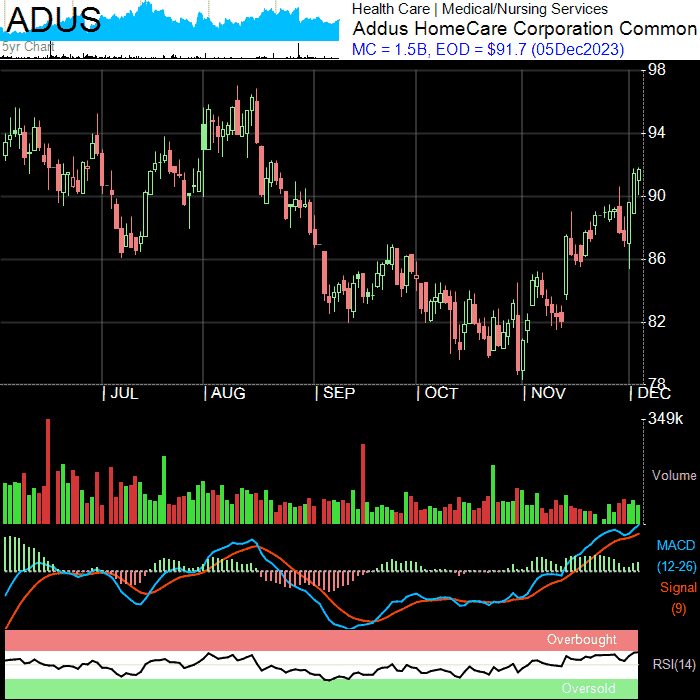 ADUS
5yr Chart
Health Care | Medical/Nursing Services
Addus HomeCare Corporation Common
MC = 1.5B, EOD = $91.7 (05Dec2023)
98
94
90
86
82
78
JUL AUG SEP OCT NOV DEC
349k
Volume
MACD
(12-26)
Signal
(9)
Overbought
RSI(14)
Oversold